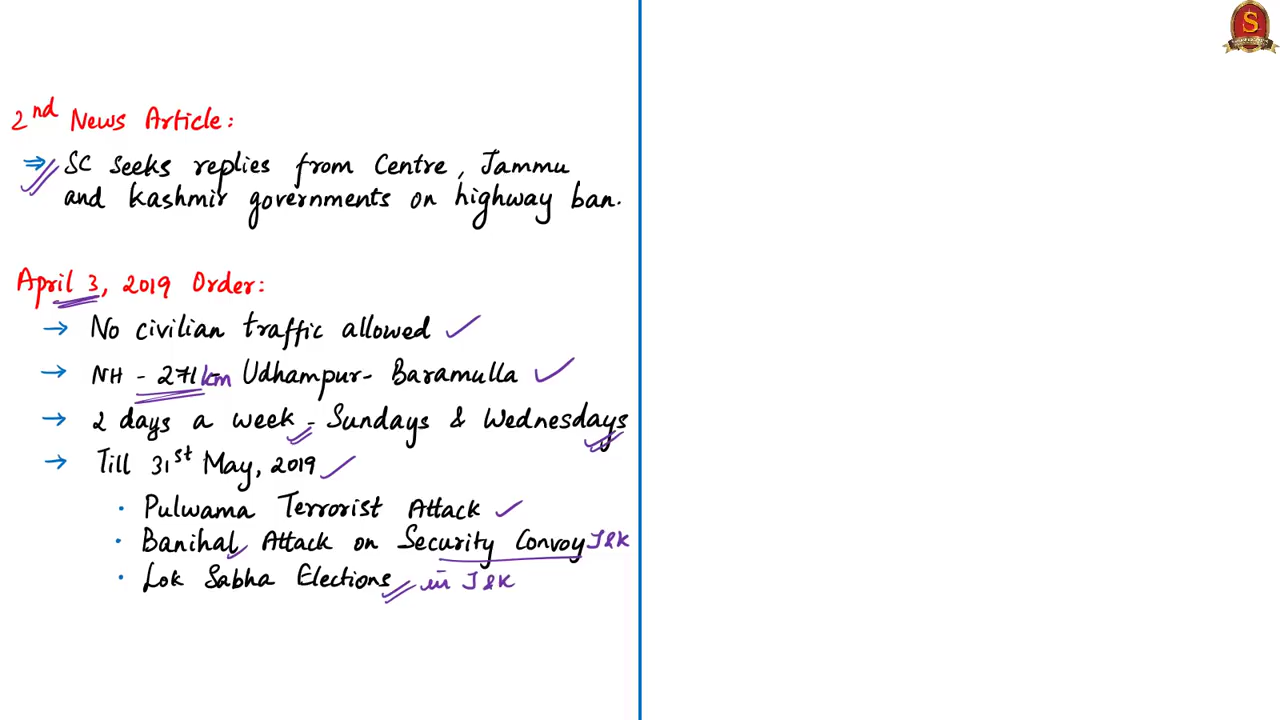 2nd News Article:
⇒ SC seeks replies from Centre, Jammu
and Kashmir governments on highway ban.
April 3, 2019 Order:
→ No civilian traffic allowed ✓
→ NH - 271km Udhampur- Baramulla ✓
→ 2 days a week - Sundays & Wednesdays
→ Till 31st May, 2019 ✓
• Pulwama Terrorist Attack ✓
• Banihal Attack on Security Convoy J&K
• Lok Sabha Elections in J&K
S